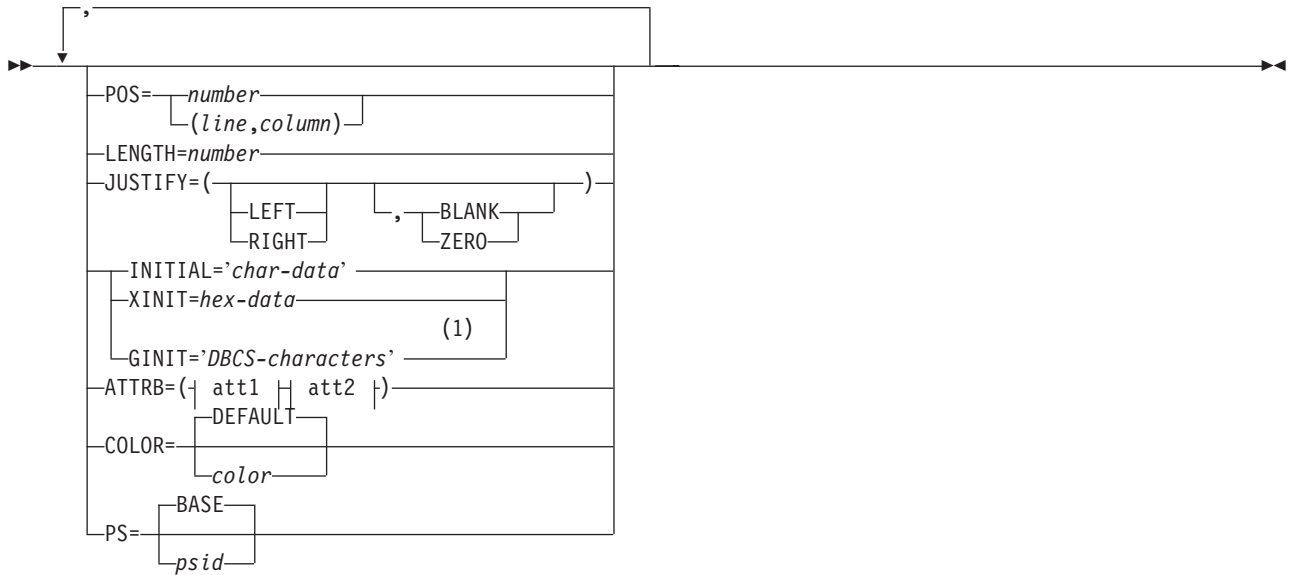 ,
POS= number
(line,column)
LENGTH=number
JUSTIFY=( )
LEFT , BLANK
RIGHT ZERO
INITIAL='char-data'
XINIT=hex-data
(1)
GINIT='DBCS-characters'
ATTRB=( att1 att2 )
DEFAULT
COLOR=
color
BASE
PS=
psid